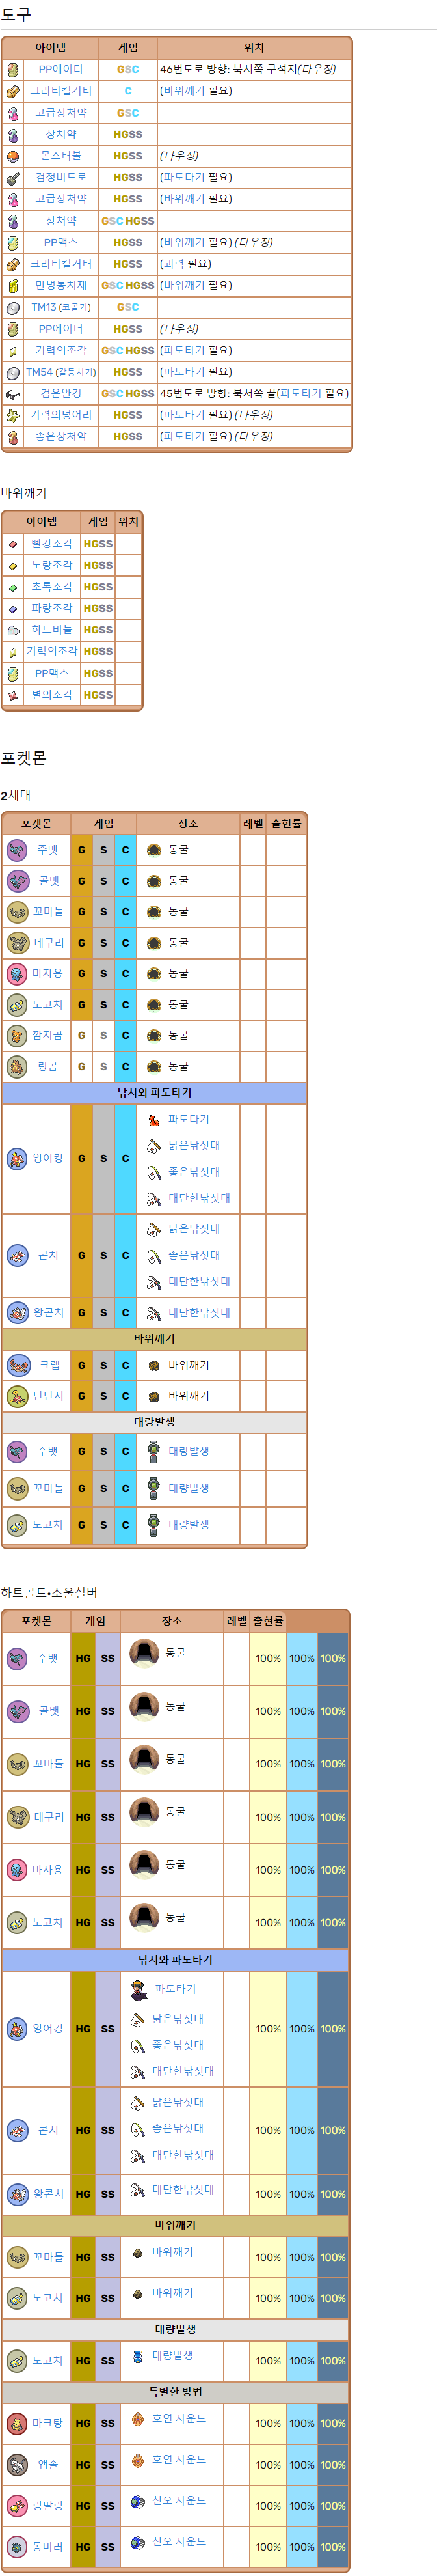 도구
아이템 게임 위치
PP에이더 GSC 46번도로 방향: 북서쪽 구석지(다우징)
크리티컬커터 C (바위깨기 필요)
고급상처약 GSC
상처약 HGSS
몬스터볼 HGSS (다우징)
검정비드로 HGSS (파도타기 필요)
고급상처약 HGSS (바위깨기 필요)
상처약 GSC HGSS
PP맥스 HGSS (바위깨기 필요) (다우징)
크리티컬커터 HGSS (괴력 필요)
만병통치제 GSC HGSS (바위깨기 필요)
TM13 (코골기) GSC
PP에이더 HGSS (다우징)
기력의조각 GSC HGSS (파도타기 필요)
TM54 (칼등치기) HGSS (파도타기 필요)
검은안경 GSC HGSS 45번도로 방향: 북서쪽 끝(파도타기 필요)
기력의덩어리 HGSS (파도타기 필요) (다우징)
좋은상처약 HGSS (파도타기 필요) (다우징)
바위깨기
아이템 게임 위치
빨강조각 HGSS
노랑조각 HGSS
초록조각 HGSS
파랑조각 HGSS
하트비늘 HGSS
기력의조각 HGSS
PP맥스 HGSS
별의조각 HGSS
포켓몬
2세대
포켓몬 게임 장소 레벨 출현률
주뱃 G S C 동굴
골뱃 G S C 동굴
꼬마돌 G S C 동굴
데구리 G S C 동굴
마자용 G S C 동굴
노고치 G S C 동굴
깜지곰 G S C 동굴
링곰 G S C 동굴
낚시와 파도타기
잉어킹 G S C 파도타기
낡은낚싯대
좋은낚싯대
대단한낚싯대
콘치 G S C 낡은낚싯대
좋은낚싯대
대단한낚싯대
왕콘치 G S C 대단한낚싯대
바위깨기
크랩 G S C 바위깨기
단단지 G S C 바위깨기
대량발생
주뱃 G S C 대량발생
꼬마돌 G S C 대량발생
노고치 G S C 대량발생
하트골드•소울실버
포켓몬 게임 장소 레벨 출현률
주뱃 HG SS 동굴 100% 100% 100%
골뱃 HG SS 동굴 100% 100% 100%
꼬마돌 HG SS 동굴 100% 100% 100%
데구리 HG SS 동굴 100% 100% 100%
마자용 HG SS 동굴 100% 100% 100%
노고치 HG SS 동굴 100% 100% 100%
낚시와 파도타기
잉어킹 HG SS 파도타기 100% 100% 100%
낡은낚싯대
좋은낚싯대
대단한낚싯대
콘치 HG SS 낡은낚싯대 100% 100% 100%
좋은낚싯대
대단한낚싯대
왕콘치 HG SS 대단한낚싯대 100% 100% 100%
바위깨기
꼬마돌 HG SS 바위깨기 100% 100% 100%
노고치 HG SS 바위깨기 100% 100% 100%
대량발생
노고치 HG SS 대량발생 100% 100% 100%
특별한 방법
마크탕 HG SS 호연 사운드 100% 100% 100%
앱솔 HG SS 호연 사운드 100% 100% 100%
랑딸랑 HG SS 신오 사운드 100% 100% 100%
동미러 HG SS 신오 사운드 100% 100% 100%